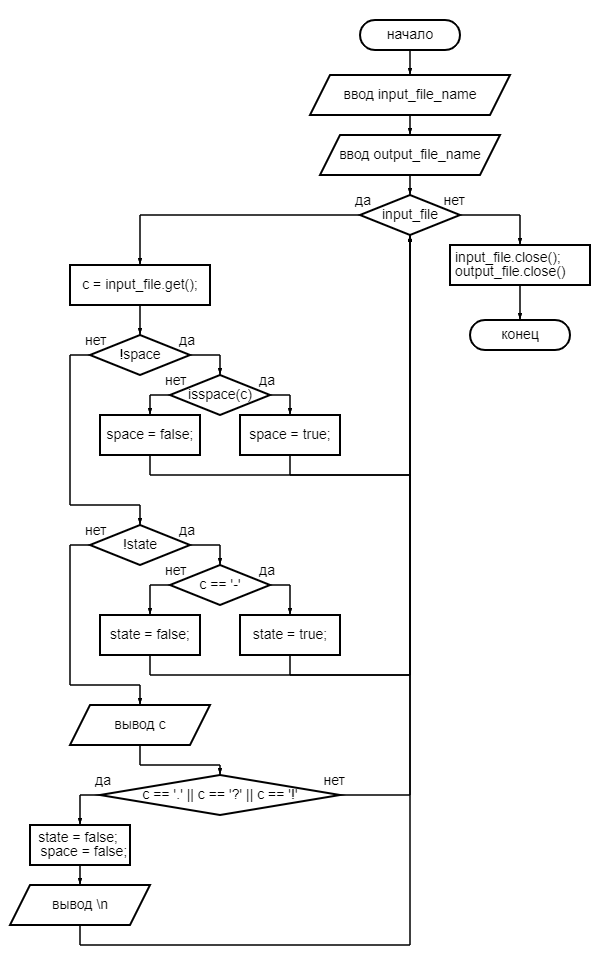 начало
ввод input_file_name
ввод output_file_name
да
нет
input_file
input_file.close();
output_file.close()
конец
c = input_file.get();
нет
да
!space
нет
да
isspace(c)
space = false;
space = true;
нет
да
!state
нет
да
c == '-'
state = false;
state = true;
вывод c
да
нет
c == '.' || c == '?' || c == '!'
state = false;
space = false;
вывод \n